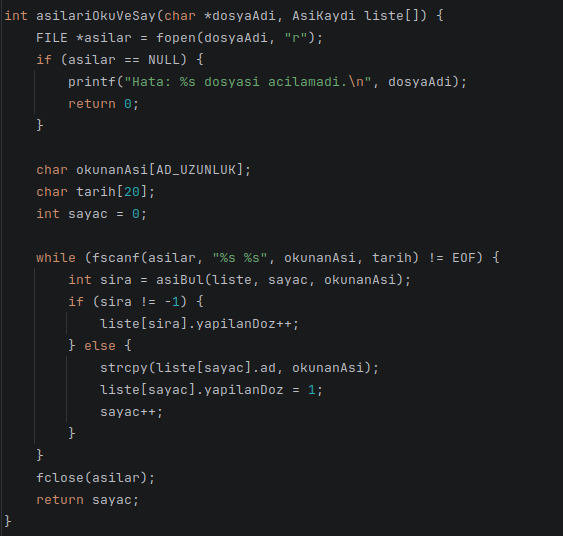 int asilariOkuVeSay(char *dosyaAdi, AsiKaydi liste[]) {
    FILE *asilar = fopen(dosyaAdi, "r");
    if (asilar == NULL) {
        printf("Hata: %s dosyasi acilamadi.\n", dosyaAdi);
        return 0;
    }

    char okunanAsi[AD_UZUNLUK];
    char tarih[20];
    int sayac = 0;

    while (fscanf(asilar, "%s %s", okunanAsi, tarih) != EOF) {
        int sira = asiBul(liste, sayac, okunanAsi);
        if (sira != -1) {
            liste[sira].yapilanDoz++;
        } else {
            strcpy(liste[sayac].ad, okunanAsi);
            liste[sayac].yapilanDoz = 1;
            sayac++;
        }
    }
    fclose(asilar);
    return sayac;
}